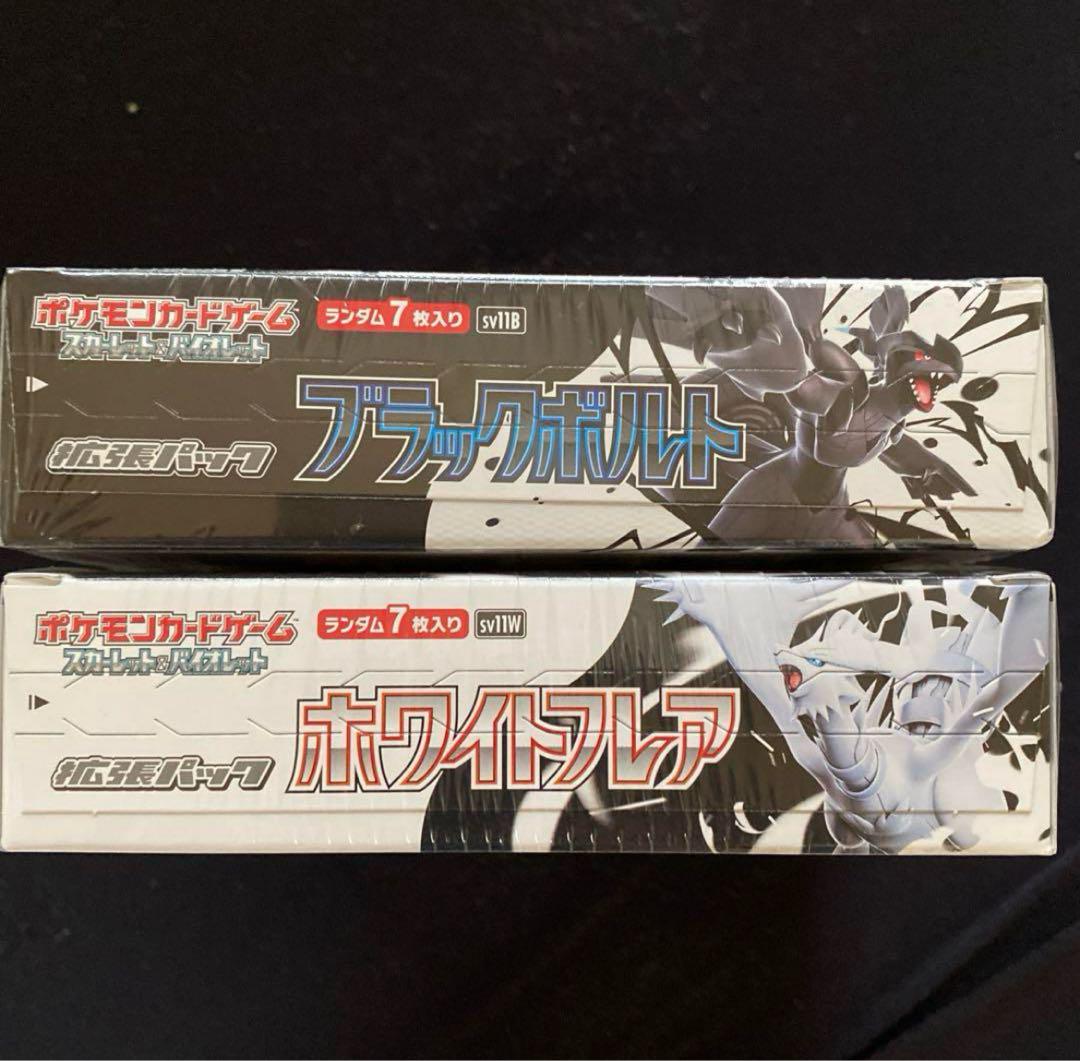 ポケモンカードゲーム
スカーレット&バイオレット
ランダム7枚入り SV11B
拡張パック
ブラックボルト
ポケモンカードゲーム
スカーレット&バイオレット
ランダム7枚入り SV11W
拡張パック
ホワイトフレア